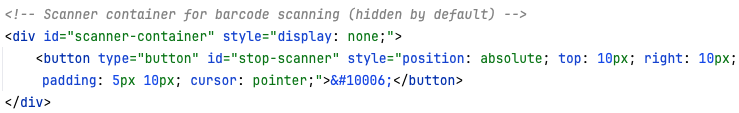 <!-- Scanner container for barcode scanning (hidden by default) -->
<div id="scanner-container" style="display: none;">
    <button type="button" id="stop-scanner" style="position: absolute; top: 10px; right: 10px;
     padding: 5px 10px; cursor: pointer;">&#10006;</button>
</div>